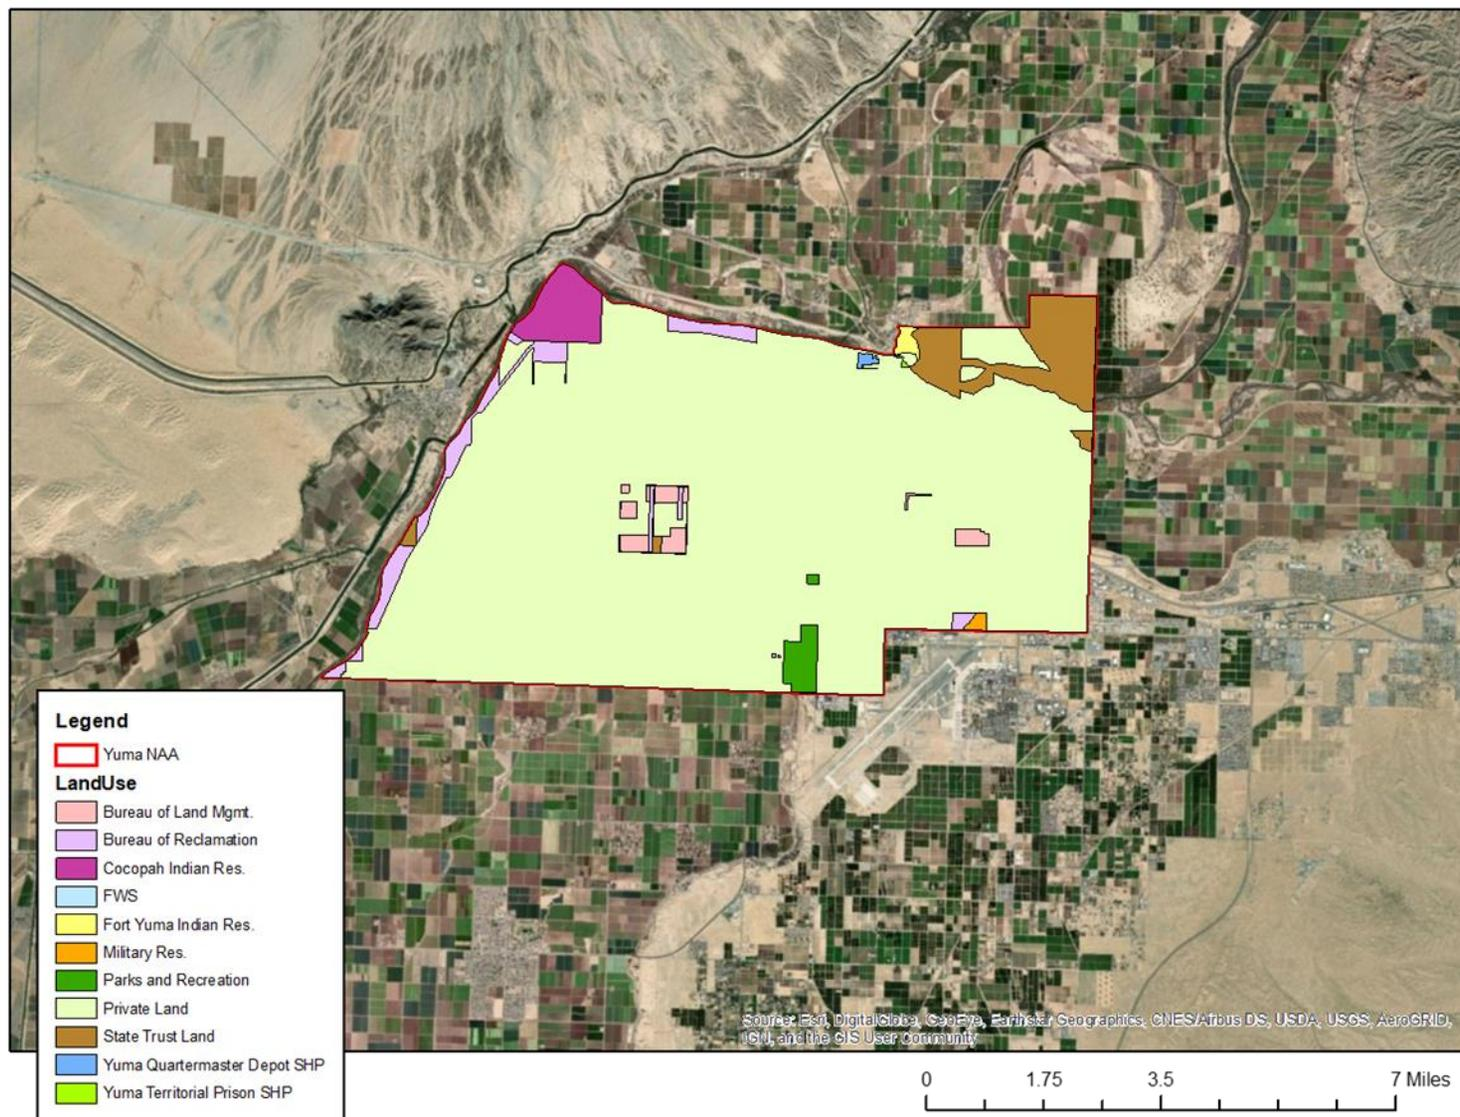 Legend
Yuma NAA
LandUse
Bureau of Land Mgmt.
Bureau of Reclamation
Cocopah Indian Res.
FWS
Fort Yuma Indian Res.
Military Res.
Parks and Recreation
Private Land
State Trust Land
Yuma Quartermaster Depot SHP
Yuma Territorial Prison SHP
Source: Esri, DigitalGlobe, GeoEye, Earthstar Geographics, CNES/Airbus DS, USDA, USGS, AeroGRID,
IGN, and the GIS User Community
0 1.75 3.5 7 Miles